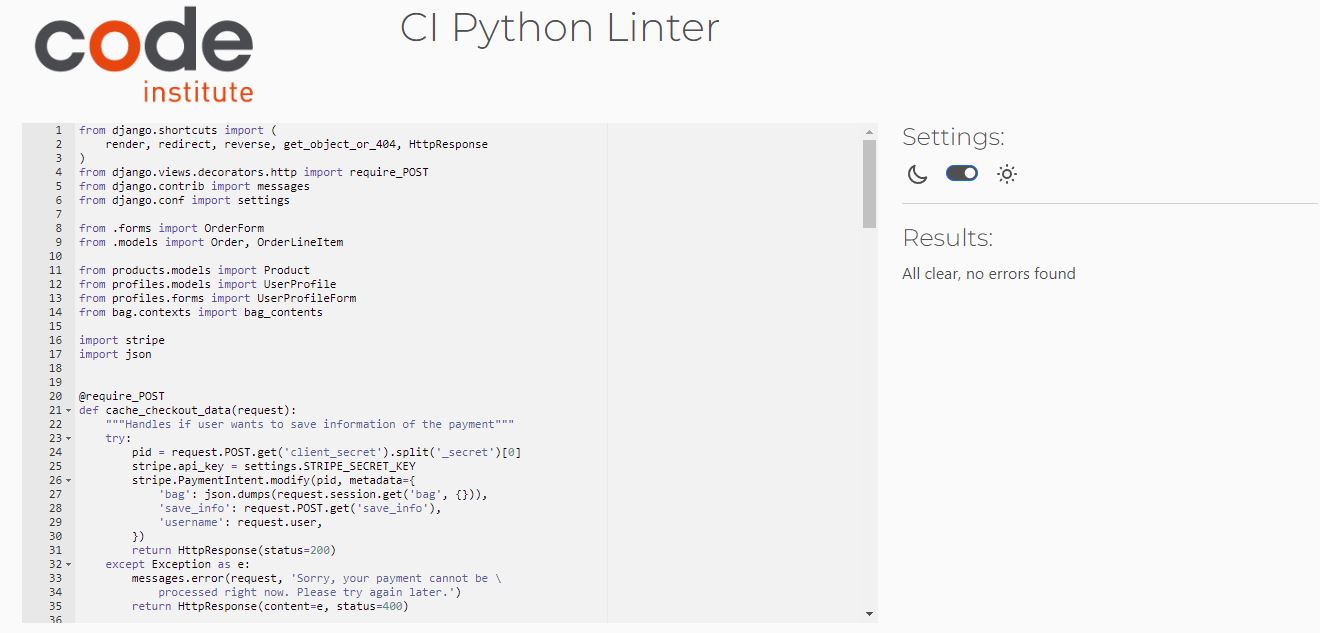 code
institute
CI Python Linter
1 from django.shortcuts import (
2     render, redirect, reverse, get_object_or_404, HttpResponse
3 )
4 from django.views.decorators.http import require_POST
5 from django.contrib import messages
6 from django.conf import settings
7
8 from .forms import OrderForm
9 from .models import Order, OrderLineItem
10
11 from products.models import Product
12 from profiles.models import UserProfile
13 from profiles.forms import UserProfileForm
14 from bag.contexts import bag_contents
15
16 import stripe
17 import json
18
19
20 @require_POST
21 def cache_checkout_data(request):
22     """Handles if user wants to save information of the payment"""
23     try:
24         pid = request.POST.get('client_secret').split('_secret')[0]
25         stripe.api_key = settings.STRIPE_SECRET_KEY
26         stripe.PaymentIntent.modify(pid, metadata={
27             'bag': json.dumps(request.session.get('bag', {})),
28             'save_info': request.POST.get('save_info'),
29             'username': request.user,
30         })
31         return HttpResponse(status=200)
32     except Exception as e:
33         messages.error(request, 'Sorry, your payment cannot be \
34             processed right now. Please try again later.')
35         return HttpResponse(content=e, status=400)
36
Settings:
Results:
All clear, no errors found